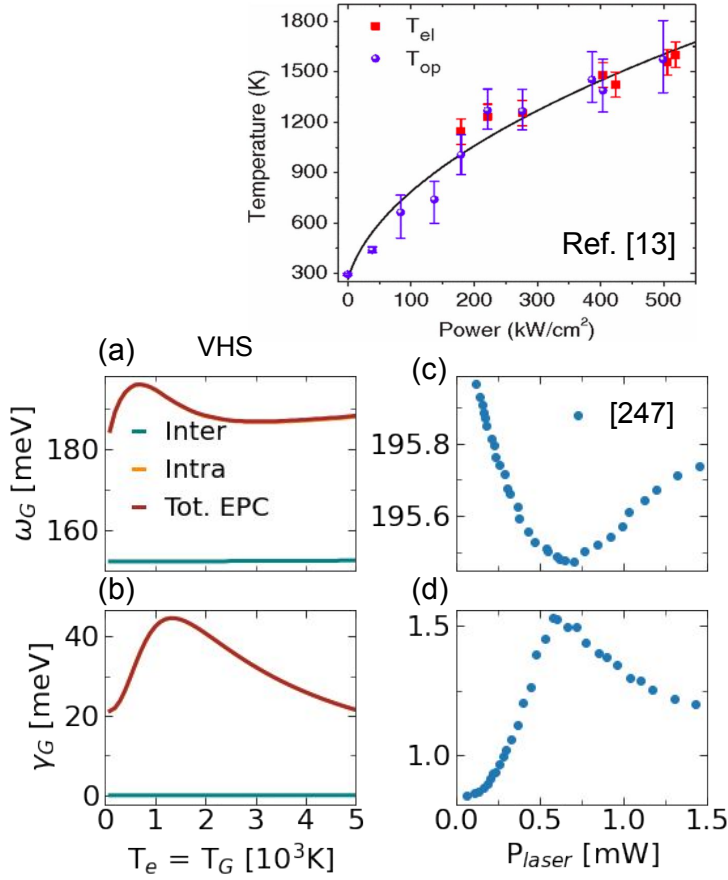 1800
1500
1200
900
600
300
Temperature (K)
T_el
T_op
Ref. [13]
0 100 200 300 400 500
Power (kW/cm²)
(a) VHS (c)
180
160
ω_G [meV]
Inter
Intra
Tot. EPC
[247]
195.8
195.6
(b) (d)
40
20
0
γ_G [meV]
1.5
1.0
0 1 2 3 4 5
T_e = T_G [10³K]
0.0 0.5 1.0 1.5
P_laser [mW]